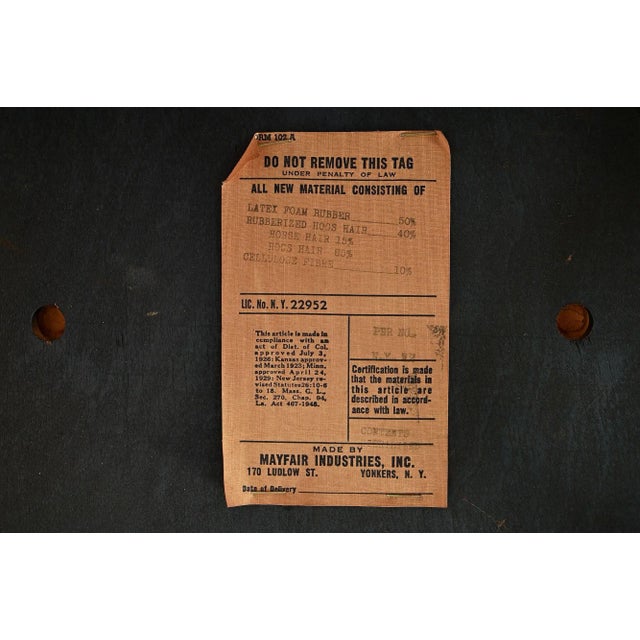 RM 102 A
DO NOT REMOVE THIS TAG
UNDER PENALTY OF LAW
ALL NEW MATERIAL CONSISTING OF
LATEX FOAM RUBBER 50%
RUBBERIZED HOGS HAIR 40%
HORSE HAIR 15%
HOGS HAIR 85%
CELLULOSE FIBRE 10%
LIC. No. N. Y. 22952
This article is made in
compliance with an
act of Dist. of Col.
approved July 3,
1926; Kansas approv-
ed March 1923; Minn.
approved April 24,
1929; New Jersey re-
vised Statutes 26:10-6
to 18. Mass. G. L.,
Sec. 270, Chap. 94,
La. Act 467-1948.
PER NO.
N.Y.
Certification is made
that the materials in
this article are
described in accord-
ance with law.
CONTENTS
MADE BY
MAYFAIR INDUSTRIES, INC.
170 LUDLOW ST. YONKERS, N. Y.
Date of Delivery